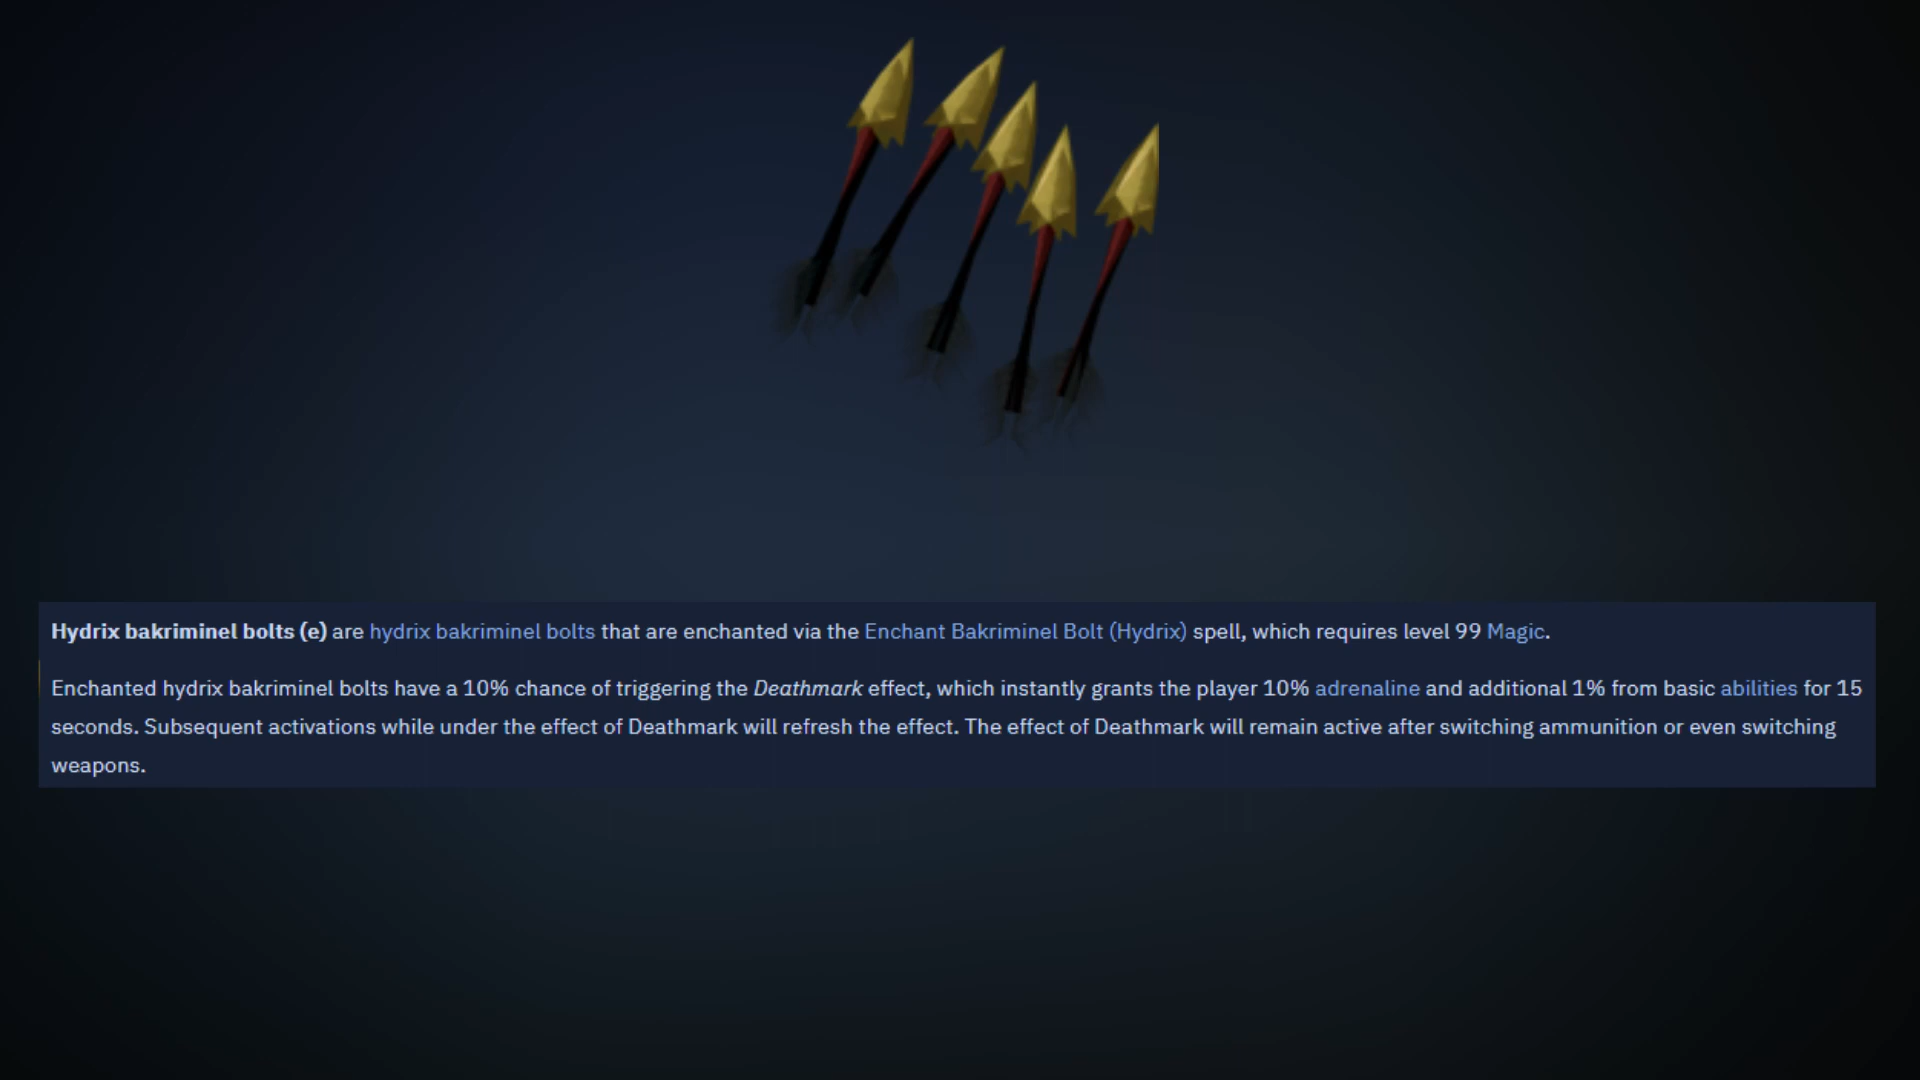 Hydrix bakriminel bolts (e) are hydrix bakriminel bolts that are enchanted via the Enchant Bakriminel Bolt (Hydrix) spell, which requires level 99 Magic.
Enchanted hydrix bakriminel bolts have a 10% chance of triggering the Deathmark effect, which instantly grants the player 10% adrenaline and additional 1% from basic abilities for 15
seconds. Subsequent activations while under the effect of Deathmark will refresh the effect. The effect of Deathmark will remain active after switching ammunition or even switching
weapons.